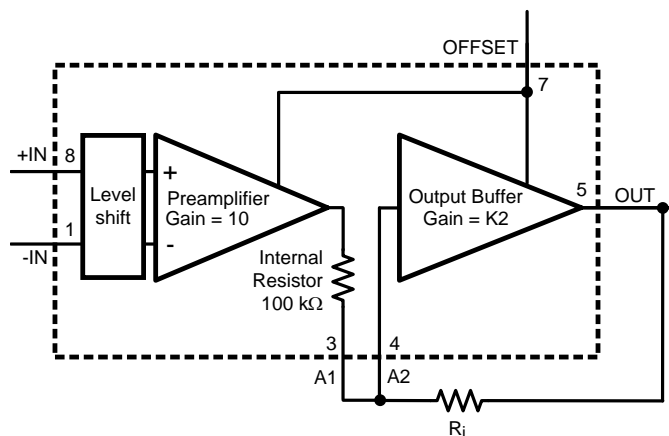 OFFSET
7
+IN
8
Level
shift
+
Preamplifier
Gain = 10
-
1
-IN
Output Buffer
Gain = K2
5
OUT
Internal
Resistor
100 kΩ
3
4
A1
A2
Ri